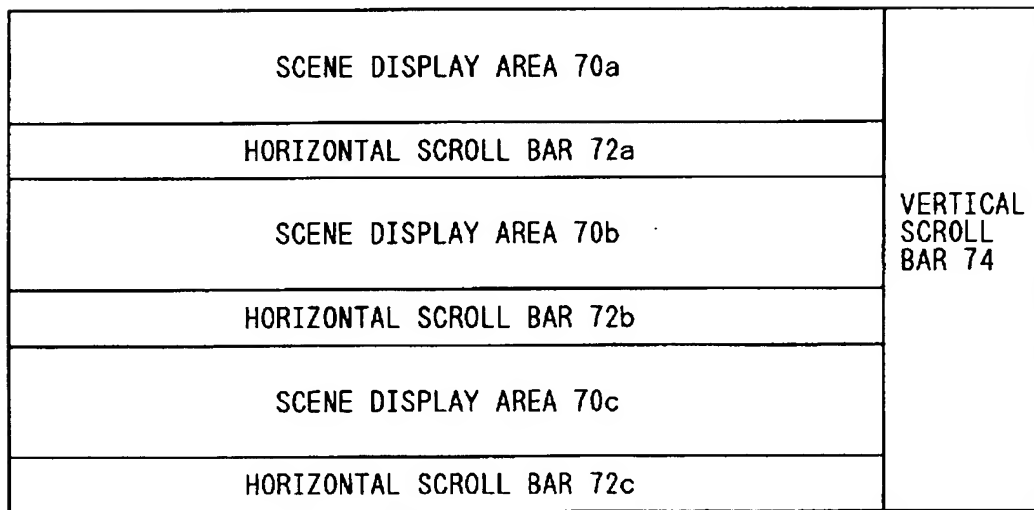 SCENE DISPLAY AREA 70a
HORIZONTAL SCROLL BAR 72a
SCENE DISPLAY AREA 70b
HORIZONTAL SCROLL BAR 72b
SCENE DISPLAY AREA 70c
HORIZONTAL SCROLL BAR 72c
VERTICAL
SCROLL
BAR 74